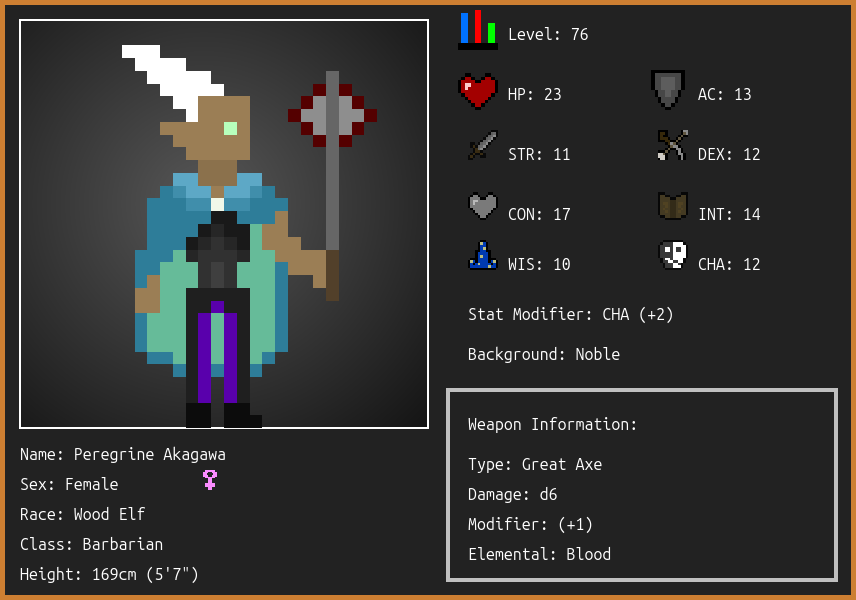 Level: 76
HP: 23
AC: 13
STR: 11
DEX: 12
CON: 17
INT: 14
WIS: 10
CHA: 12
Stat Modifier: CHA (+2)
Background: Noble
Weapon Information:
Type: Great Axe
Damage: d6
Modifier: (+1)
Elemental: Blood
Name: Peregrine Akagawa
Sex: Female
Race: Wood Elf
Class: Barbarian
Height: 169cm (5'7")